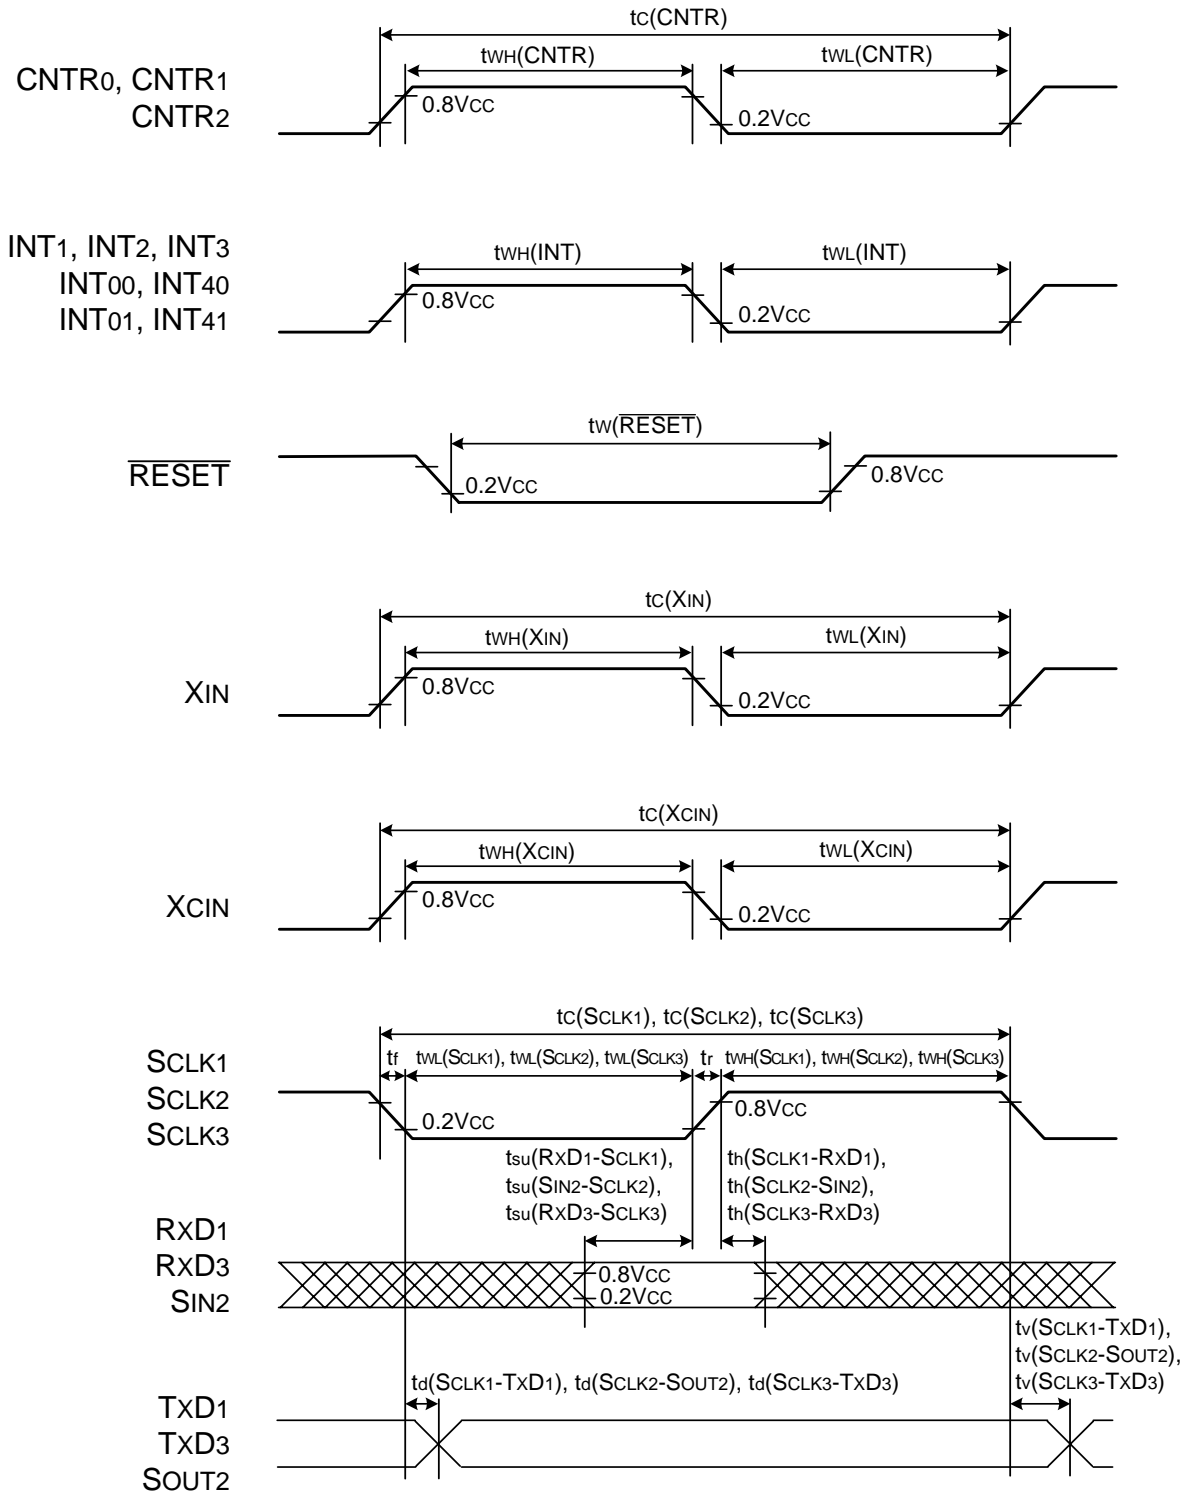 tC(CNTR)
tWH(CNTR) tWL(CNTR)
CNTR0, CNTR1
CNTR2
0.8VCC
0.2VCC
INT1, INT2, INT3
INT00, INT40
INT01, INT41
tWH(INT) tWL(INT)
0.8VCC
0.2VCC
tW(RESET)
RESET
0.2VCC
0.8VCC
tC(XIN)
tWH(XIN) tWL(XIN)
XIN
0.8VCC
0.2VCC
tC(XCIN)
tWH(XCIN) tWL(XCIN)
XCIN
0.8VCC
0.2VCC
tC(SCLK1), tC(SCLK2), tC(SCLK3)
tf tWL(SCLK1), tWL(SCLK2), tWL(SCLK3) tr tWH(SCLK1), tWH(SCLK2), tWH(SCLK3)
SCLK1
SCLK2
SCLK3
0.2VCC
0.8VCC
tsu(RXD1-SCLK1),
tsu(SIN2-SCLK2),
tsu(RXD3-SCLK3)
th(SCLK1-RXD1),
th(SCLK2-SIN2),
th(SCLK3-RXD3)
RXD1
RXD3
SIN2
0.8VCC
0.2VCC
tv(SCLK1-TXD1),
tv(SCLK2-SOUT2),
tv(SCLK3-TXD3)
td(SCLK1-TXD1), td(SCLK2-SOUT2), td(SCLK3-TXD3)
TXD1
TXD3
SOUT2